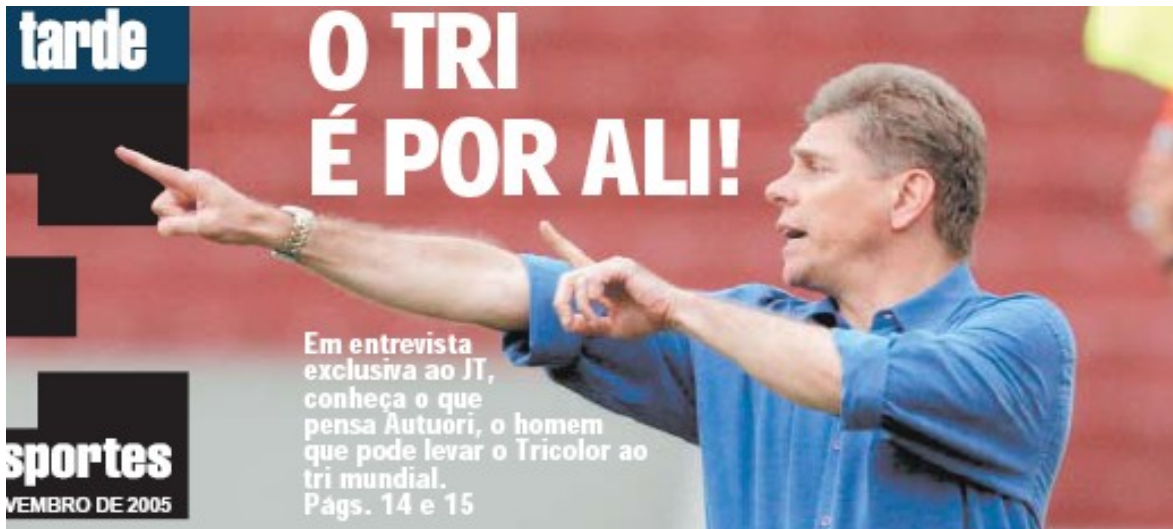 tarde
O TRI
É POR ALI!
Em entrevista
exclusiva ao JT,
conheça o que
pensa Autuori, o homem
que pode levar o Tricolor ao
tri mundial.
Págs. 14 e 15
sportes
VEMBRO DE 2005